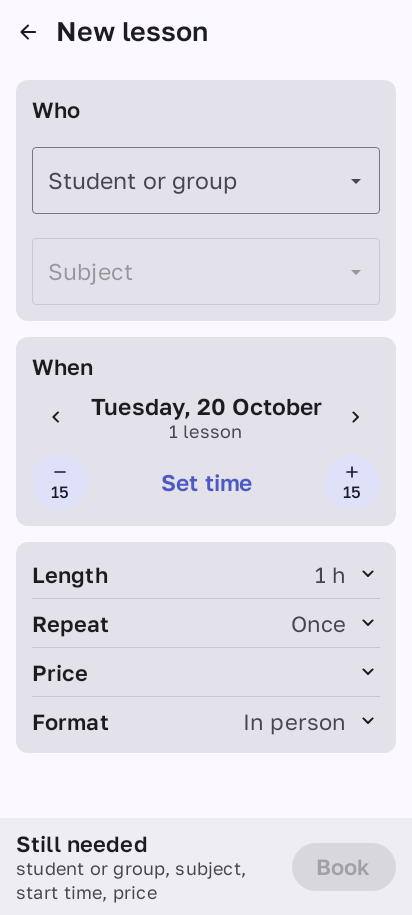 New lesson
Who
Student or group
Subject
When
Tuesday, 20 October
1 lesson
− 15
Set time
+ 15
Length 1 h
Repeat Once
Price
Format In person
Still needed
student or group, subject,
start time, price
Book